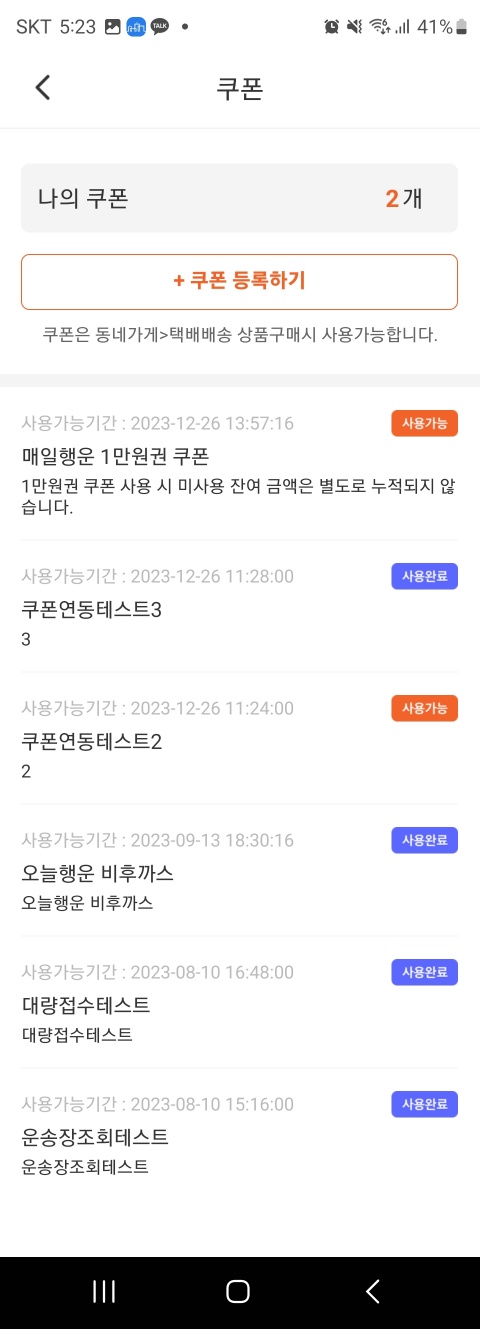 SKT 5:23 TALK 41%
쿠폰
나의 쿠폰 2개
+ 쿠폰 등록하기
쿠폰은 동네가게>택배배송 상품구매시 사용가능합니다.
사용가능기간 : 2023-12-26 13:57:16 사용가능
매일행운 1만원권 쿠폰
1만원권 쿠폰 사용 시 미사용 잔여 금액은 별도로 누적되지 않
습니다.
사용가능기간 : 2023-12-26 11:28:00 사용완료
쿠폰연동테스트3
3
사용가능기간 : 2023-12-26 11:24:00 사용가능
쿠폰연동테스트2
2
사용가능기간 : 2023-09-13 18:30:16 사용완료
오늘행운 비후까스
오늘행운 비후까스
사용가능기간 : 2023-08-10 16:48:00 사용완료
대량접수테스트
대량접수테스트
사용가능기간 : 2023-08-10 15:16:00 사용완료
운송장조회테스트
운송장조회테스트